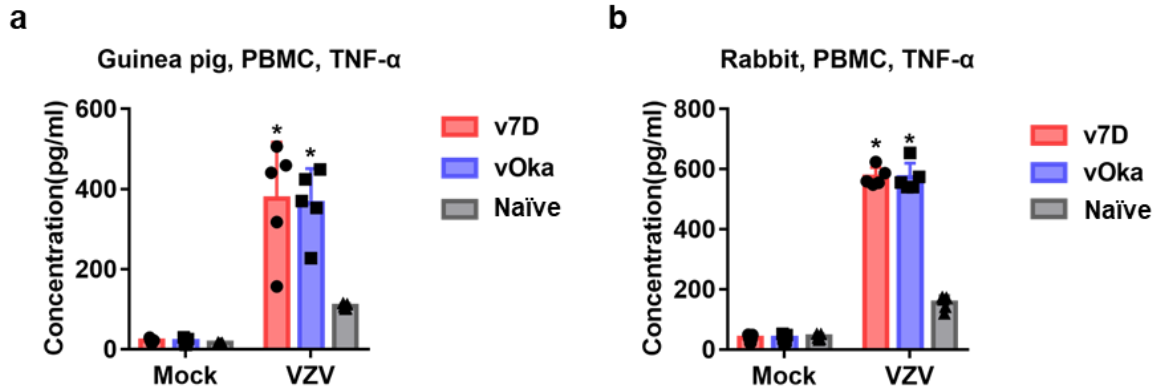 a
Guinea pig, PBMC, TNF-α
Concentration(pg/ml)
600
400
200
0
*
*
Mock
VZV
v7D
vOka
Naïve
b
Rabbit, PBMC, TNF-α
Concentration(pg/ml)
800
600
400
200
0
*
*
Mock
VZV
v7D
vOka
Naïve